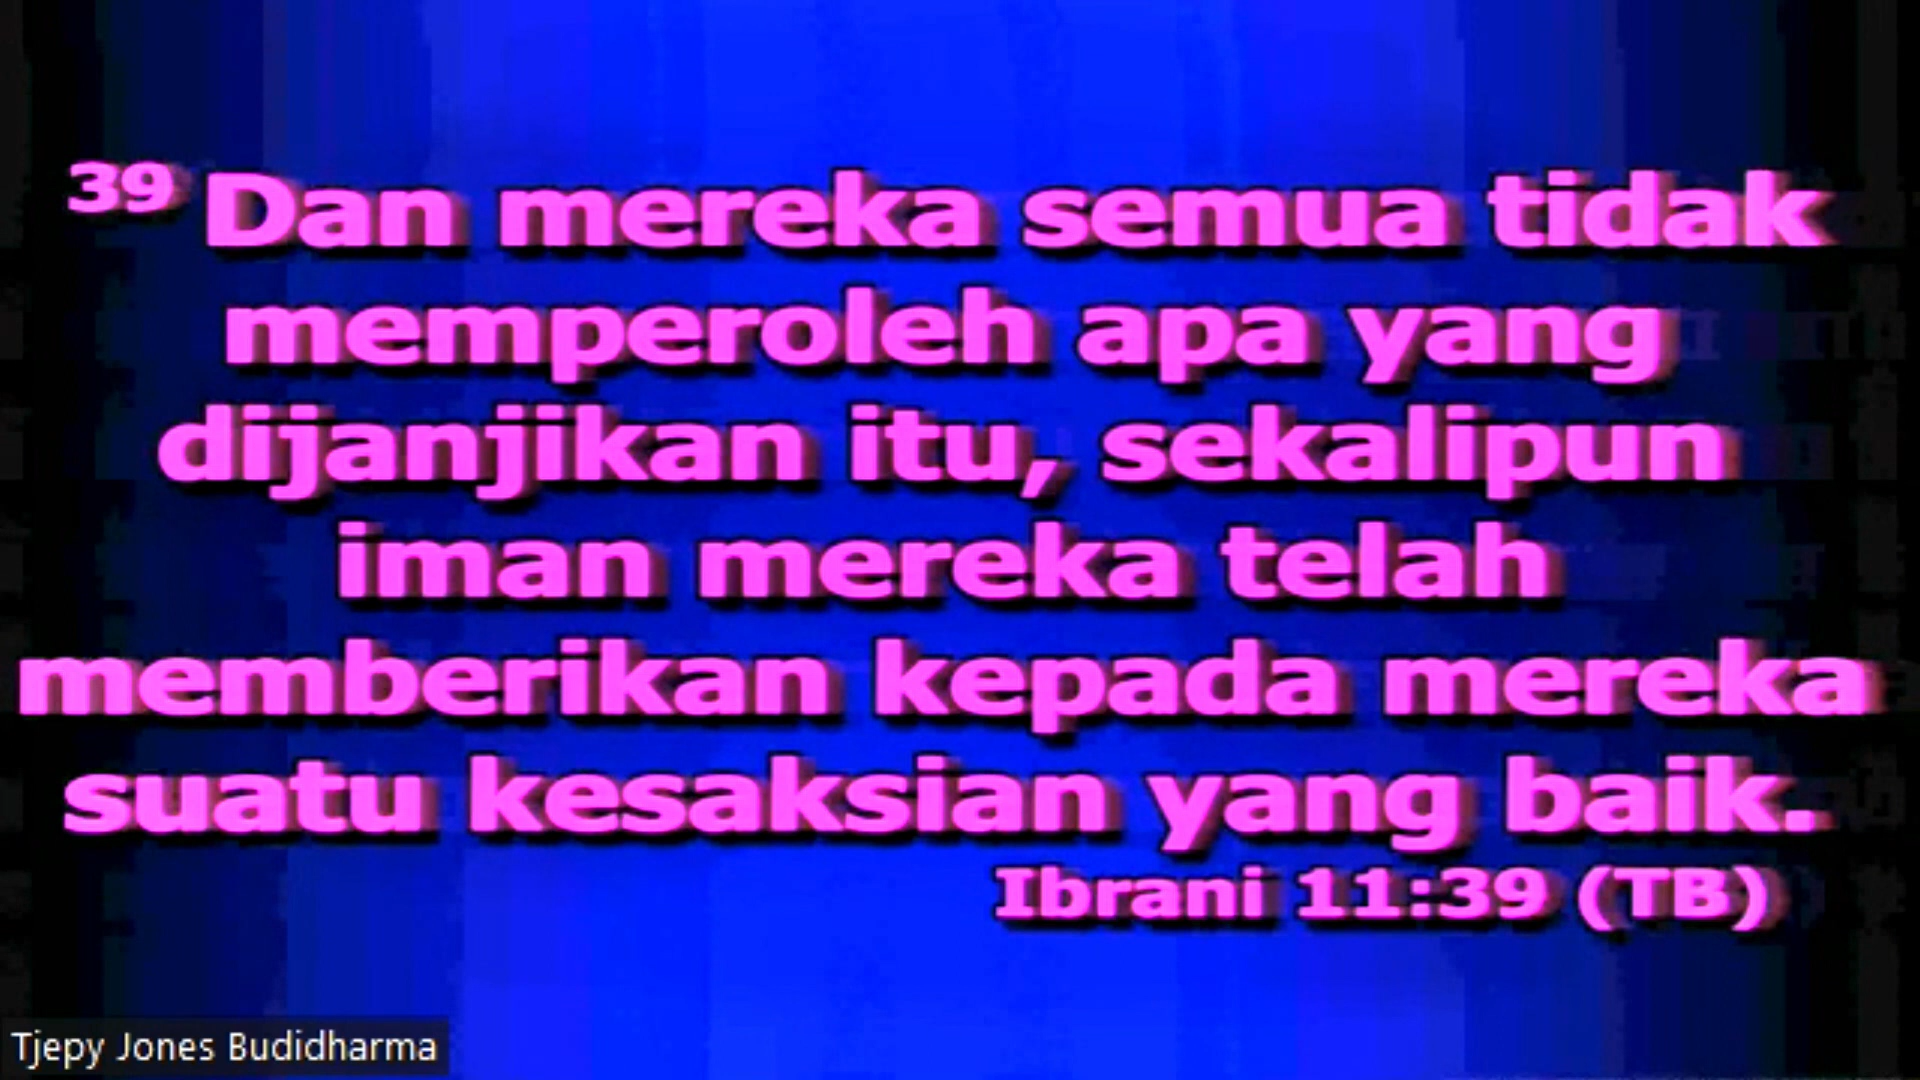 39 Dan mereka semua tidak
memperoleh apa yang
dijanjikan itu, sekalipun
iman mereka telah
memberikan kepada mereka
suatu kesaksian yang baik.
Ibrani 11:39 (TB)
Tjepy Jones Budidharma